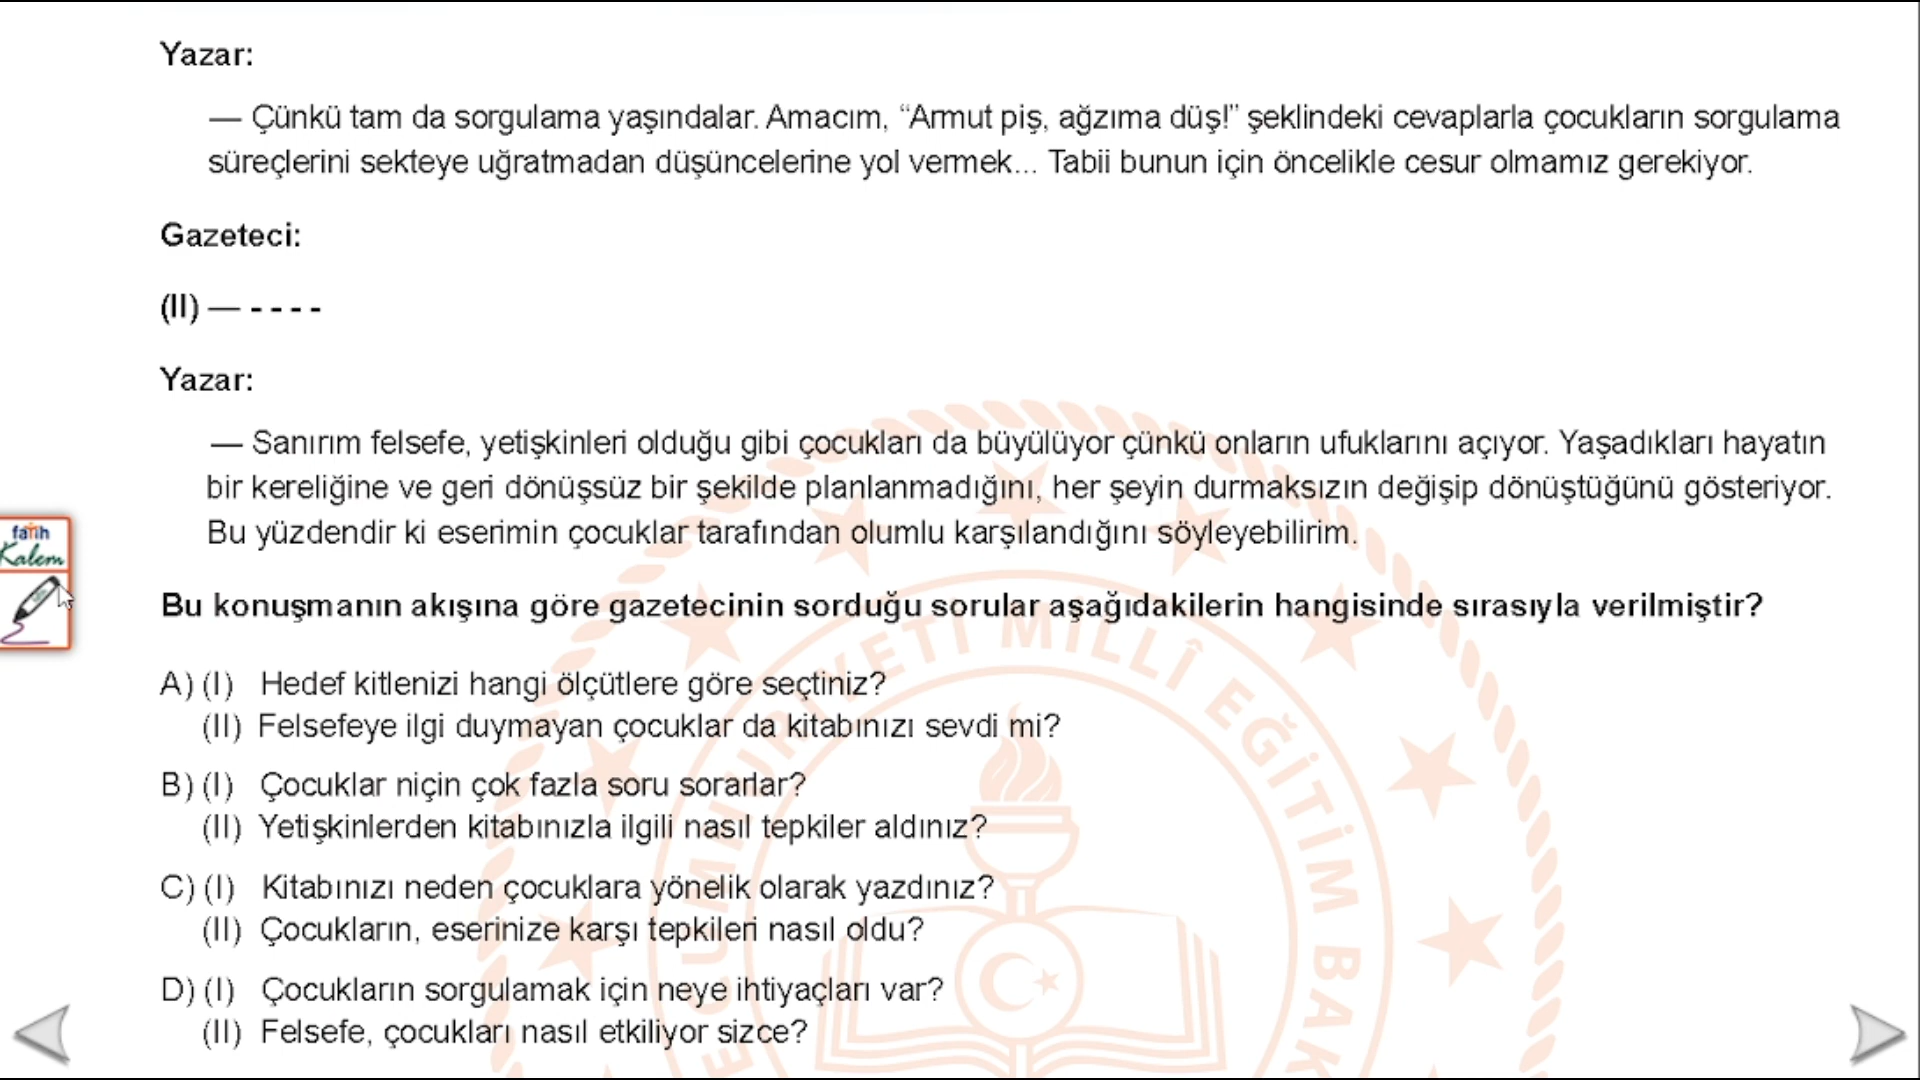 Yazar:
— Çünkü tam da sorgulama yaşındalar. Amacım, “Armut piş, ağzıma düş!” şeklindeki cevaplarla çocukların sorgulama
süreçlerini sekteye uğratmadan düşüncelerine yol vermek... Tabii bunun için öncelikle cesur olmamız gerekiyor.
Gazeteci:
(II) — - - - -
Yazar:
— Sanırım felsefe, yetişkinleri olduğu gibi çocukları da büyülüyor çünkü onların ufuklarını açıyor. Yaşadıkları hayatın
bir kereliğine ve geri dönüşsüz bir şekilde planlanmadığını, her şeyin durmaksızın değişip dönüştüğünü gösteriyor.
Bu yüzdendir ki eserimin çocuklar tarafından olumlu karşılandığını söyleyebilirim.
fatih
Kalem
Bu konuşmanın akışına göre gazetecinin sorduğu sorular aşağıdakilerin hangisinde sırasıyla verilmiştir?
A) (I) Hedef kitlenizi hangi ölçütlere göre seçtiniz?
(II) Felsefeye ilgi duymayan çocuklar da kitabınızı sevdi mi?
B) (I) Çocuklar niçin çok fazla soru sorarlar?
(II) Yetişkinlerden kitabınızla ilgili nasıl tepkiler aldınız?
C) (I) Kitabınızı neden çocuklara yönelik olarak yazdınız?
(II) Çocukların, eserinize karşı tepkileri nasıl oldu?
D) (I) Çocukların sorgulamak için neye ihtiyaçları var?
(II) Felsefe, çocukları nasıl etkiliyor sizce?
E CUMHURİYETİ MİLLÎ EĞİTİM BAK